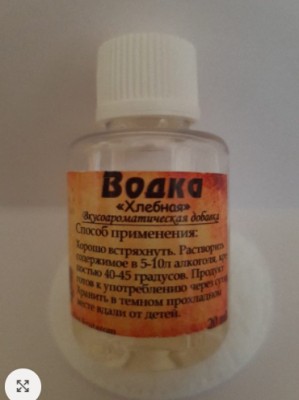 Водка
«Хлебная»
Вкусоароматическая добавка
Способ применения:
Хорошо встряхнуть. Растворить
содержимое в 5-10л алкоголя, кре
постью 40-45 градусов. Продукт
готов к употреблению через сутки
Хранить в темном прохладном
месте вдали от детей.
20